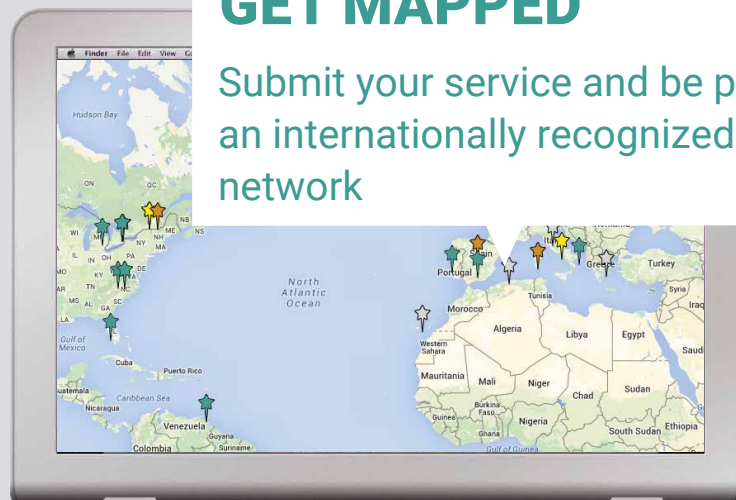 GET MAPPED
Submit your service and be p
an internationally recognized
network
Finder File Edit View G
Hudson Bay
ON
QC
NB
ME
NS
WI
MI
NH
NY
MA
IL
IN
OH
PA
MO
KY
DE
AR
TN
NC
MS
AL
GA
SC
LA
Gulf of
Mexico
Cuba
Puerto Rico
uatemala
Caribbean Sea
Nicaragua
Venezuela
Guyana
Colombia
Suriname
North
Atlantic
Ocean
Portugal
Spain
Ita
Greece
Turkey
Syria
Iraq
Tunisia
Morocco
Algeria
Libya
Egypt
Saudi
Western
Sahara
Mauritania
Mali
Niger
Chad
Sudan
Burkina
Faso
Guinea
Nigeria
Ghana
South Sudan
Ethiopia
Gulf of Guinea